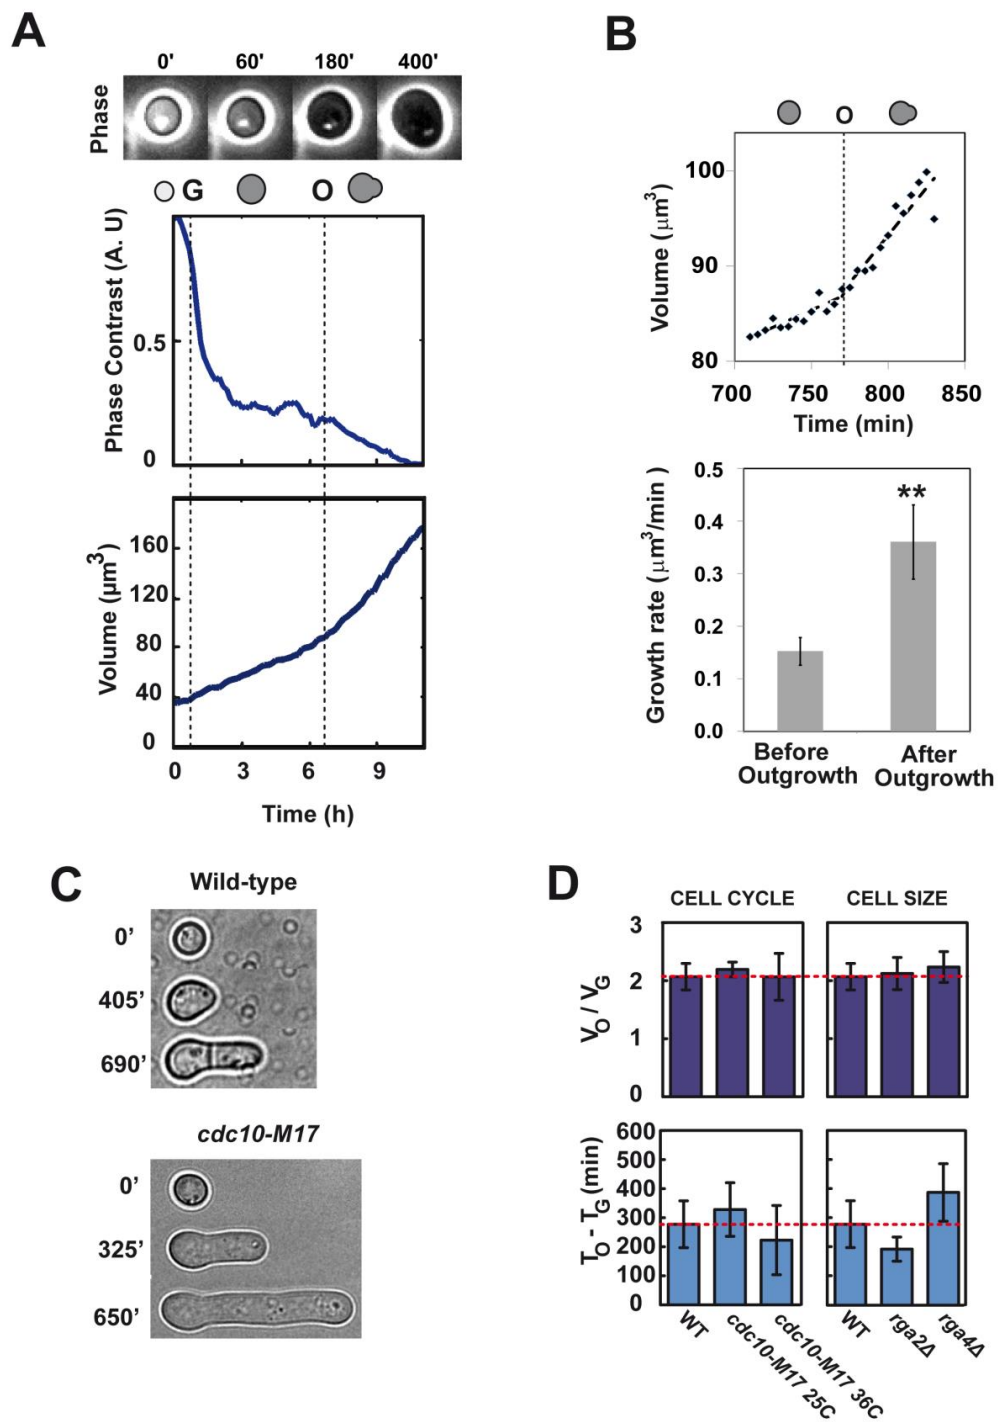 A
0' 60' 180' 400'
Phase
G O
Phase Contrast (A. U)
0.5
0
Volume (µm³)
160
120
80
40
0
0 3 6 9
Time (h)
B
O
Volume (µm³)
100
90
80
700 750 800 850
Time (min)
Growth rate (µm³/min )
0.5
0.4
0.3
0.2
0.1
0.0
**
Before Outgrowth
After Outgrowth
C
Wild-type
0’
405’
690’
cdc10-M17
0’
325’
650’
D
CELL CYCLE CELL SIZE
V_O / V_G
3
2
1
0
T_O - T_G (min)
600
500
400
300
200
100
0
WT
cdc10-M17 25C
cdc10-M17 36C
WT
rga2Δ
rga4Δ